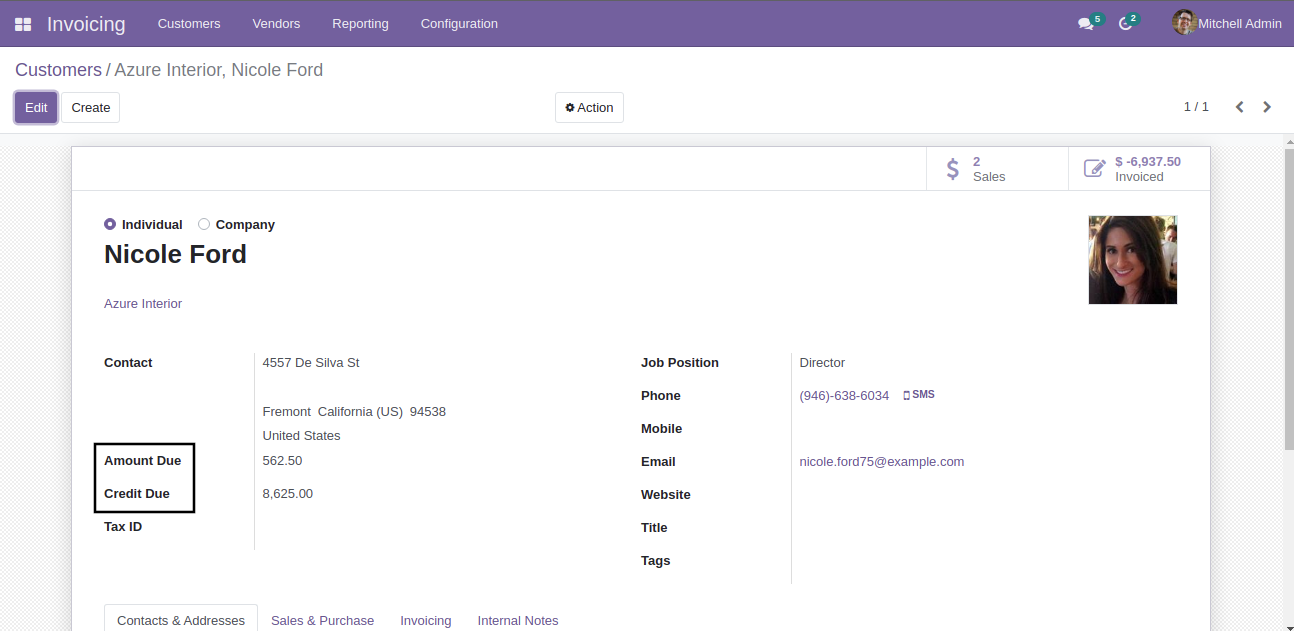 Invoicing Customers Vendors Reporting Configuration 5 2 Mitchell Admin
Customers / Azure Interior, Nicole Ford
Edit Create Action 1 / 1
2
Sales
$ -6,937.50
Invoiced
Individual Company
Nicole Ford
Azure Interior
Contact 4557 De Silva St
Fremont California (US) 94538
United States
Amount Due 562.50
Credit Due 8,625.00
Tax ID
Job Position Director
Phone (946)-638-6034 SMS
Mobile
Email nicole.ford75@example.com
Website
Title
Tags
Contacts & Addresses Sales & Purchase Invoicing Internal Notes